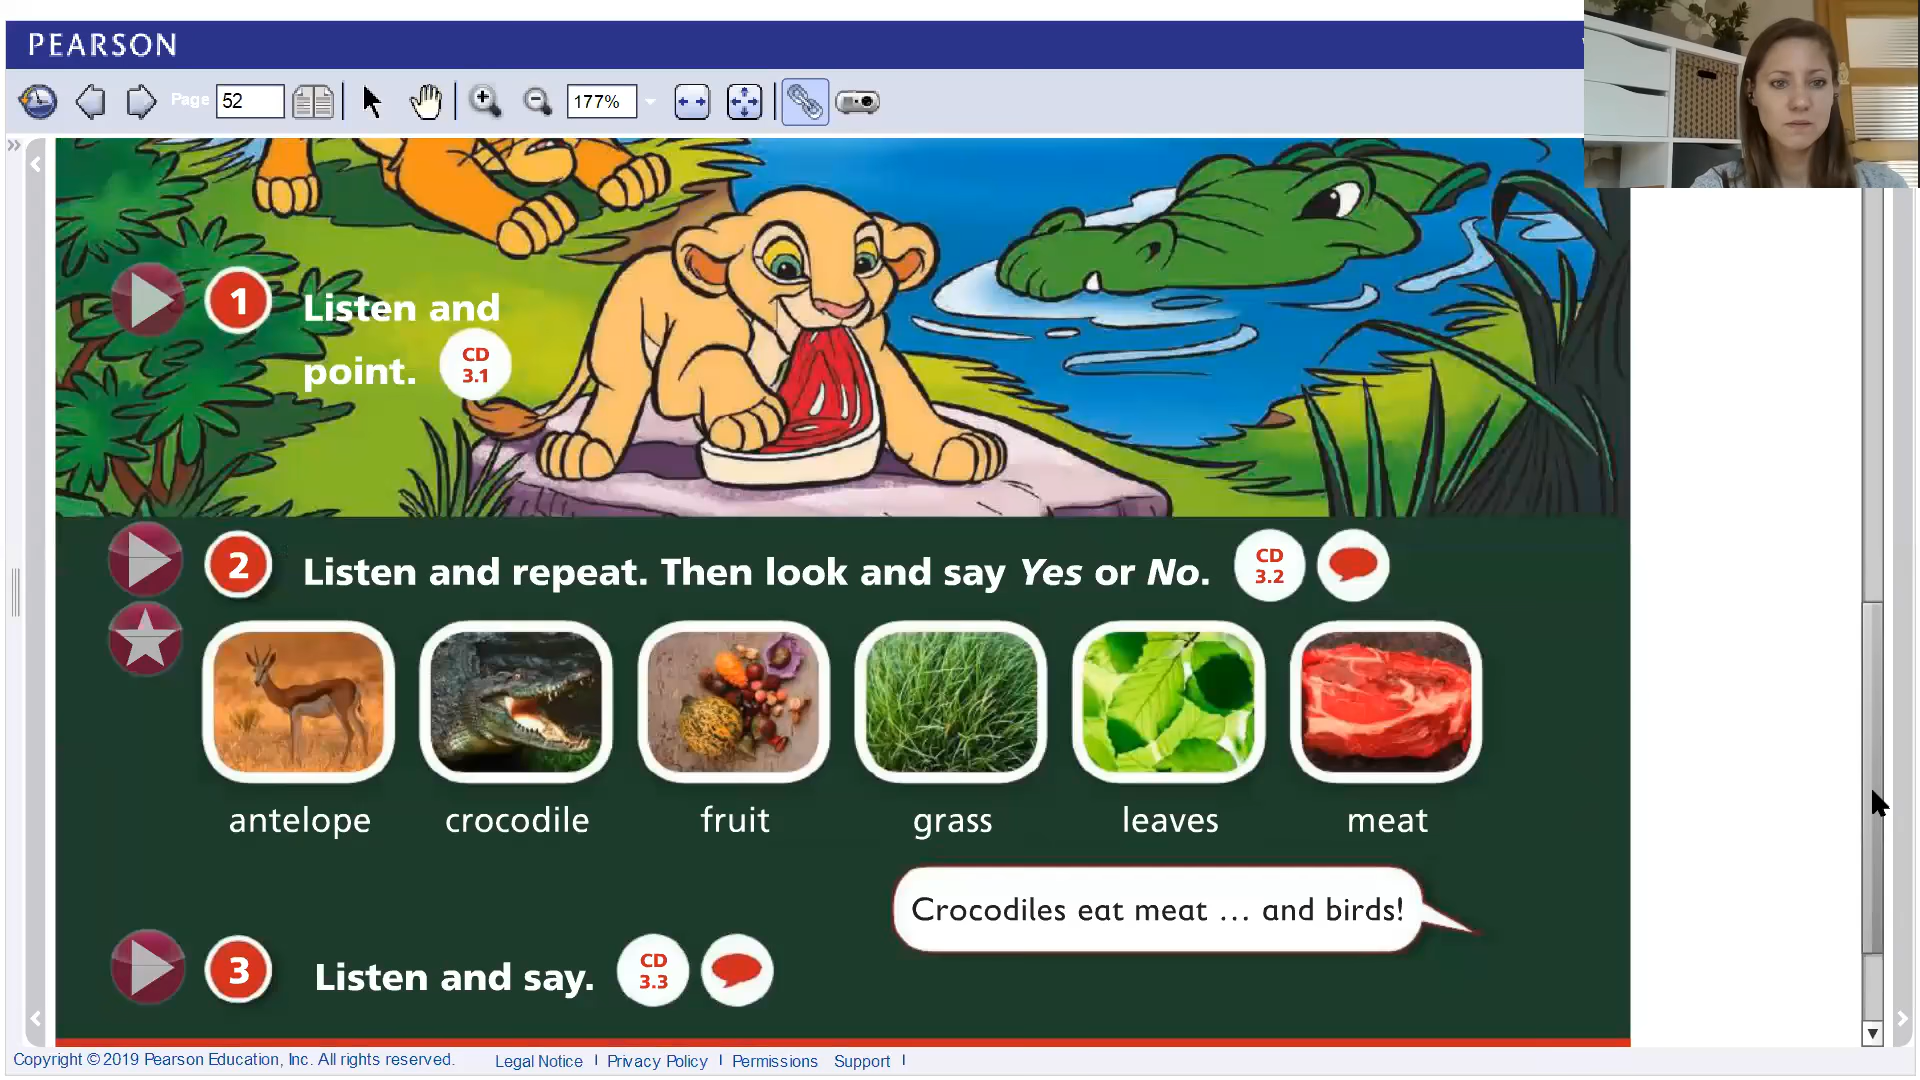 PEARSON
Page 52 177%
1 Listen and
point. CD
3.1
2 Listen and repeat. Then look and say Yes or No. CD
3.2
antelope crocodile fruit grass leaves meat
Crocodiles eat meat … and birds!
3 Listen and say. CD
3.3
Copyright © 2019 Pearson Education, Inc. All rights reserved. Legal Notice | Privacy Policy | Permissions Support |